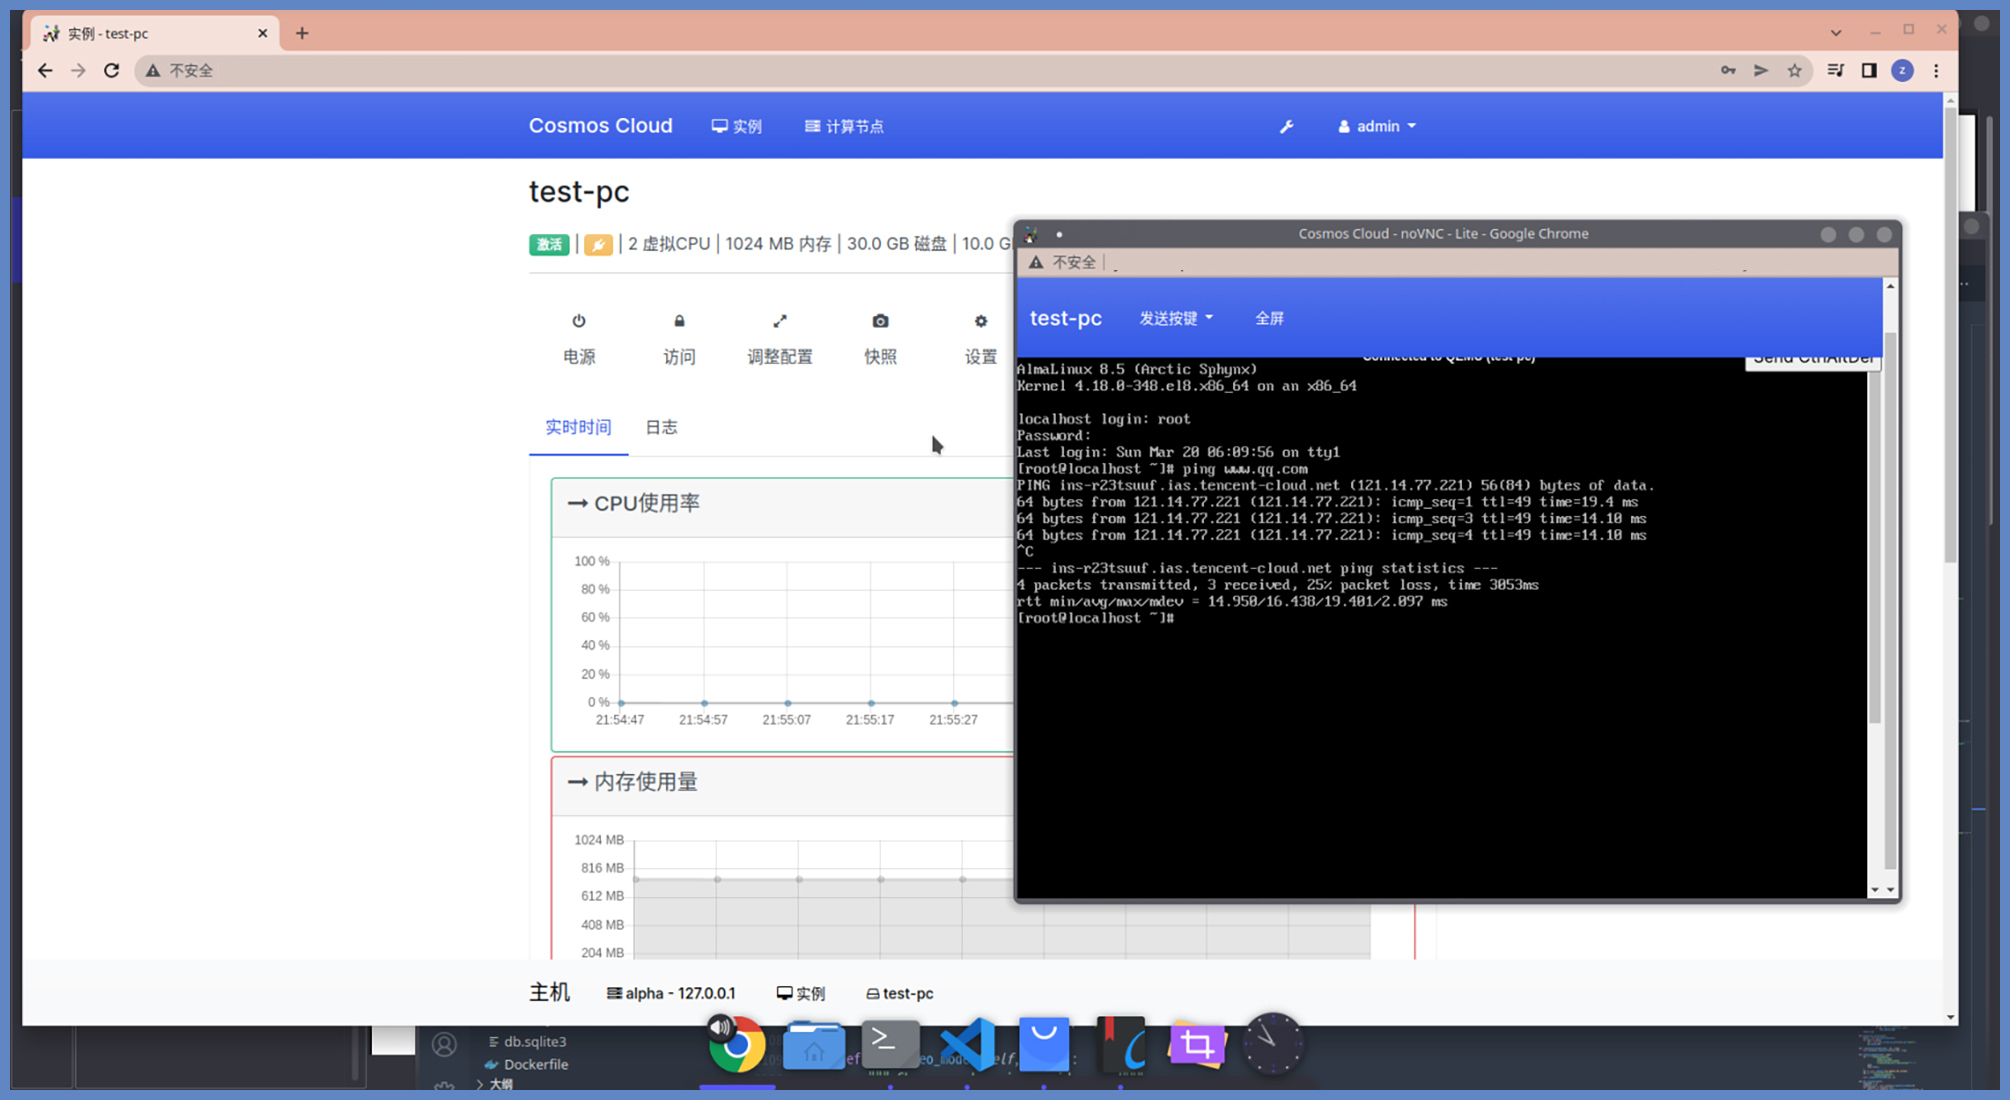 实例 - test-pc
不安全
z
Cosmos Cloud 实例 计算节点 admin
test-pc
激活 | | 2 虚拟CPU | 1024 MB 内存 | 30.0 GB 磁盘 | 10.0
电源 访问 调整配置 快照 设置
实时时间 日志
CPU使用率
100 %
80 %
60 %
40 %
20 %
0 %
21:54:47 21:54:57 21:55:07 21:55:17 21:55:27
内存使用量
1024 MB
816 MB
612 MB
408 MB
204 MB
主机 alpha - 127.0.0.1 实例 test-pc
Cosmos Cloud - noVNC - Lite - Google Chrome
不安全
test-pc 发送按键 全屏
Connected to QEMU (test-pc)
Send CtrlAltDel
AlmaLinux 8.5 (Arctic Sphynx)
Kernel 4.18.0-348.el8.x86_64 on an x86_64
localhost login: root
Password:
Last login: Sun Mar 20 06:09:56 on tty1
[root@localhost ~]# ping www.qq.com
PING ins-r23tsuuf.ias.tencent-cloud.net (121.14.77.221) 56(84) bytes of data.
64 bytes from 121.14.77.221 (121.14.77.221): icmp_seq=1 ttl=49 time=19.4 ms
64 bytes from 121.14.77.221 (121.14.77.221): icmp_seq=3 ttl=49 time=14.10 ms
64 bytes from 121.14.77.221 (121.14.77.221): icmp_seq=4 ttl=49 time=14.10 ms
^C
--- ins-r23tsuuf.ias.tencent-cloud.net ping statistics ---
4 packets transmitted, 3 received, 25% packet loss, time 3053ms
rtt min/avg/max/mdev = 14.950/16.438/19.401/2.097 ms
[root@localhost ~]#
db.sqlite3
Dockerfile
大纲